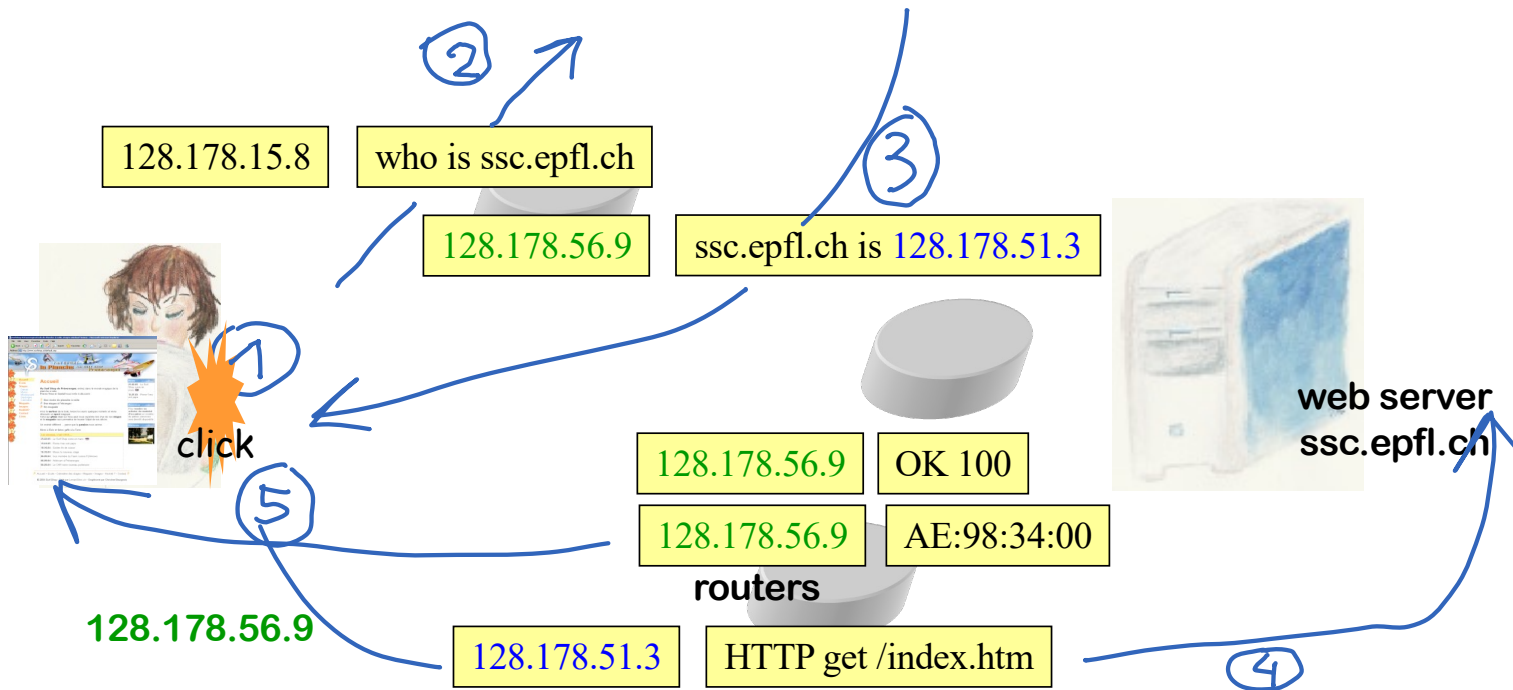 2
128.178.15.8 who is ssc.epfl.ch
3
128.178.56.9 ssc.epfl.ch is 128.178.51.3
1
Accueil
click
web server
ssc.epfl.ch
128.178.56.9 OK 100
5
128.178.56.9 AE:98:34:00
routers
128.178.56.9
128.178.51.3 HTTP get /index.htm
4